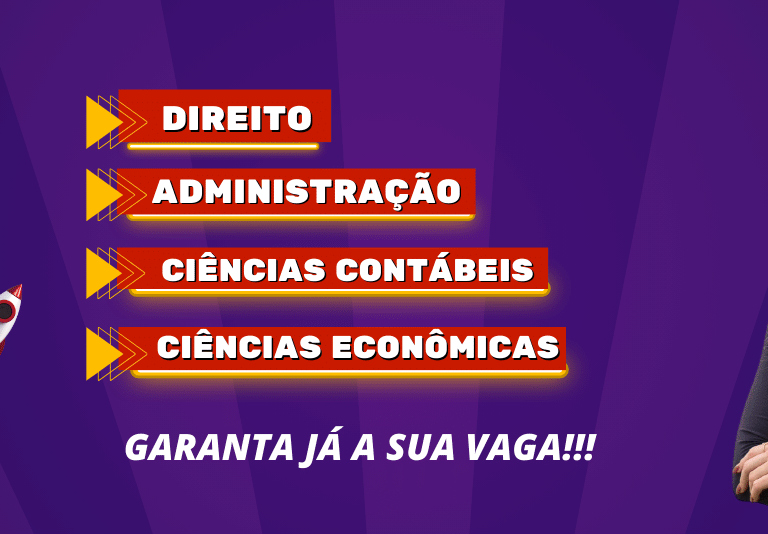 DIREITO
ADMINISTRAÇÃO
CIÊNCIAS CONTÁBEIS
CIÊNCIAS ECONÔMICAS
GARANTA JÁ A SUA VAGA!!!